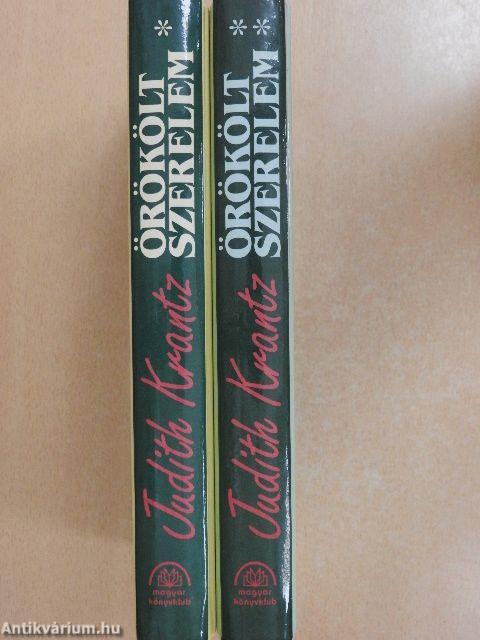 Judith Krantz
ÖRÖKÖLT
SZERELEM
*
magyar
könyvklub
Judith Krantz
ÖRÖKÖLT
SZERELEM
**
magyar
könyvklub
Antikvárium.hu